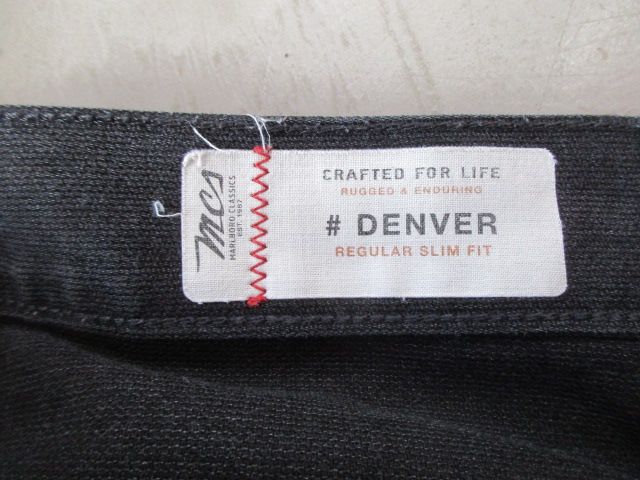 mcs
MARLBORO CLASSICS
EST. 1987
CRAFTED FOR LIFE
RUGGED & ENDURING
# DENVER
REGULAR SLIM FIT